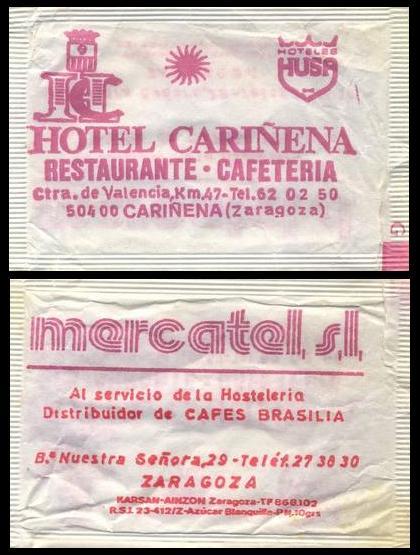 HC
HOTELES
HUSA
HOTEL CARIÑENA
RESTAURANTE · CAFETERIA
Ctra. de Valencia, Km, 47 - Tel. 62 02 50
50400 CARIÑENA (Zaragoza)
G
mercatel, s,l,
Al servicio de la Hosteleria
Distribuidor de CAFES BRASILIA
B.ª Nuestra Señora, 29 - Teléf. 27 38 30
ZARAGOZA
KARSAN-AINZON Zaragoza-TF 868.102
R.S.I. 23-412/Z-Azúcar Blanquilla-P.N.10grs